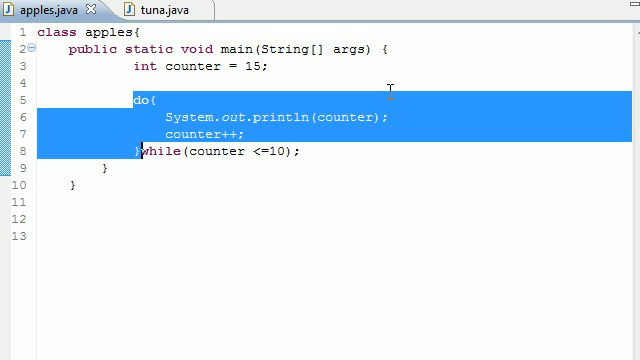 apples.java tuna.java
1 class apples{
2 public static void main(String[] args) {
3 int counter = 15;
4
5 do{
6 System.out.println(counter);
7 counter++;
8 }while(counter <=10);
9 }
10 }
11
12
13